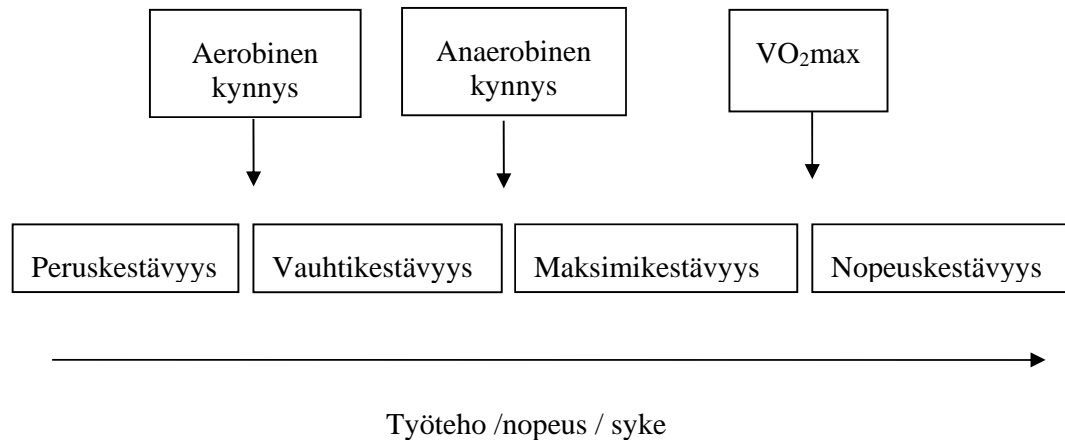 Aerobinen
kynnys
Anaerobinen
kynnys
VO₂max
Peruskestävyys
Vauhtikestävyys
Maksimikestävyys
Nopeuskestävyys
Työteho /nopeus / syke